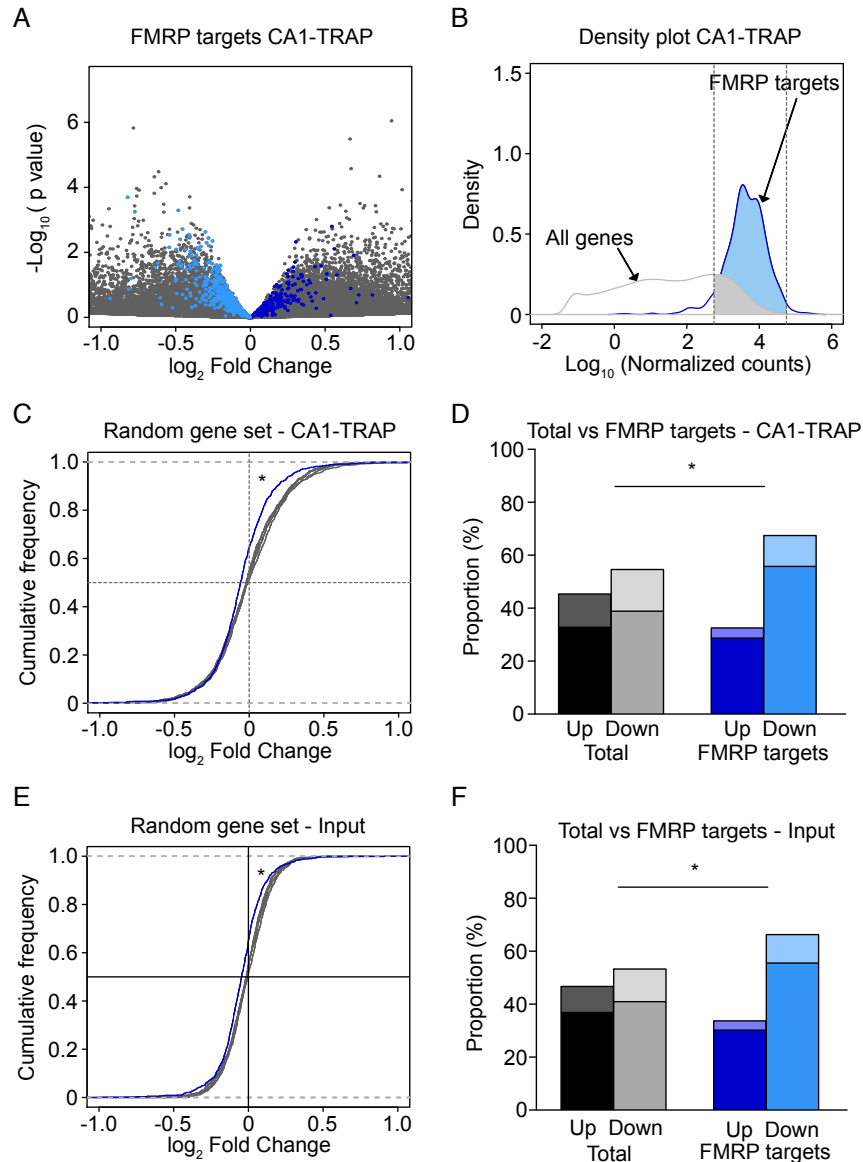 A
FMRP targets CA1-TRAP
-Log10 ( p value)
6
4
2
0
-1.0 -0.5 0 0.5 1.0
log2 Fold Change
B
Density plot CA1-TRAP
FMRP targets
All genes
Density
1.5
1.0
0.5
0
-2 0 2 4 6
Log10 (Normalized counts)
C
Random gene set - CA1-TRAP
Cumulative frequency
1.0
0.8
0.6
0.4
0.2
0
*
-1.0 -0.5 0 0.5 1.0
log2 Fold Change
D
Total vs FMRP targets - CA1-TRAP
Proportion (%)
100
80
60
40
20
0
*
Up Down Up Down
Total FMRP targets
E
Random gene set - Input
Cumulative frequency
1.0
0.8
0.6
0.4
0.2
0
*
-1.0 -0.5 0 0.5 1.0
log2 Fold Change
F
Total vs FMRP targets - Input
Proportion (%)
100
80
60
40
20
0
*
Up Down Up Down
Total FMRP targets